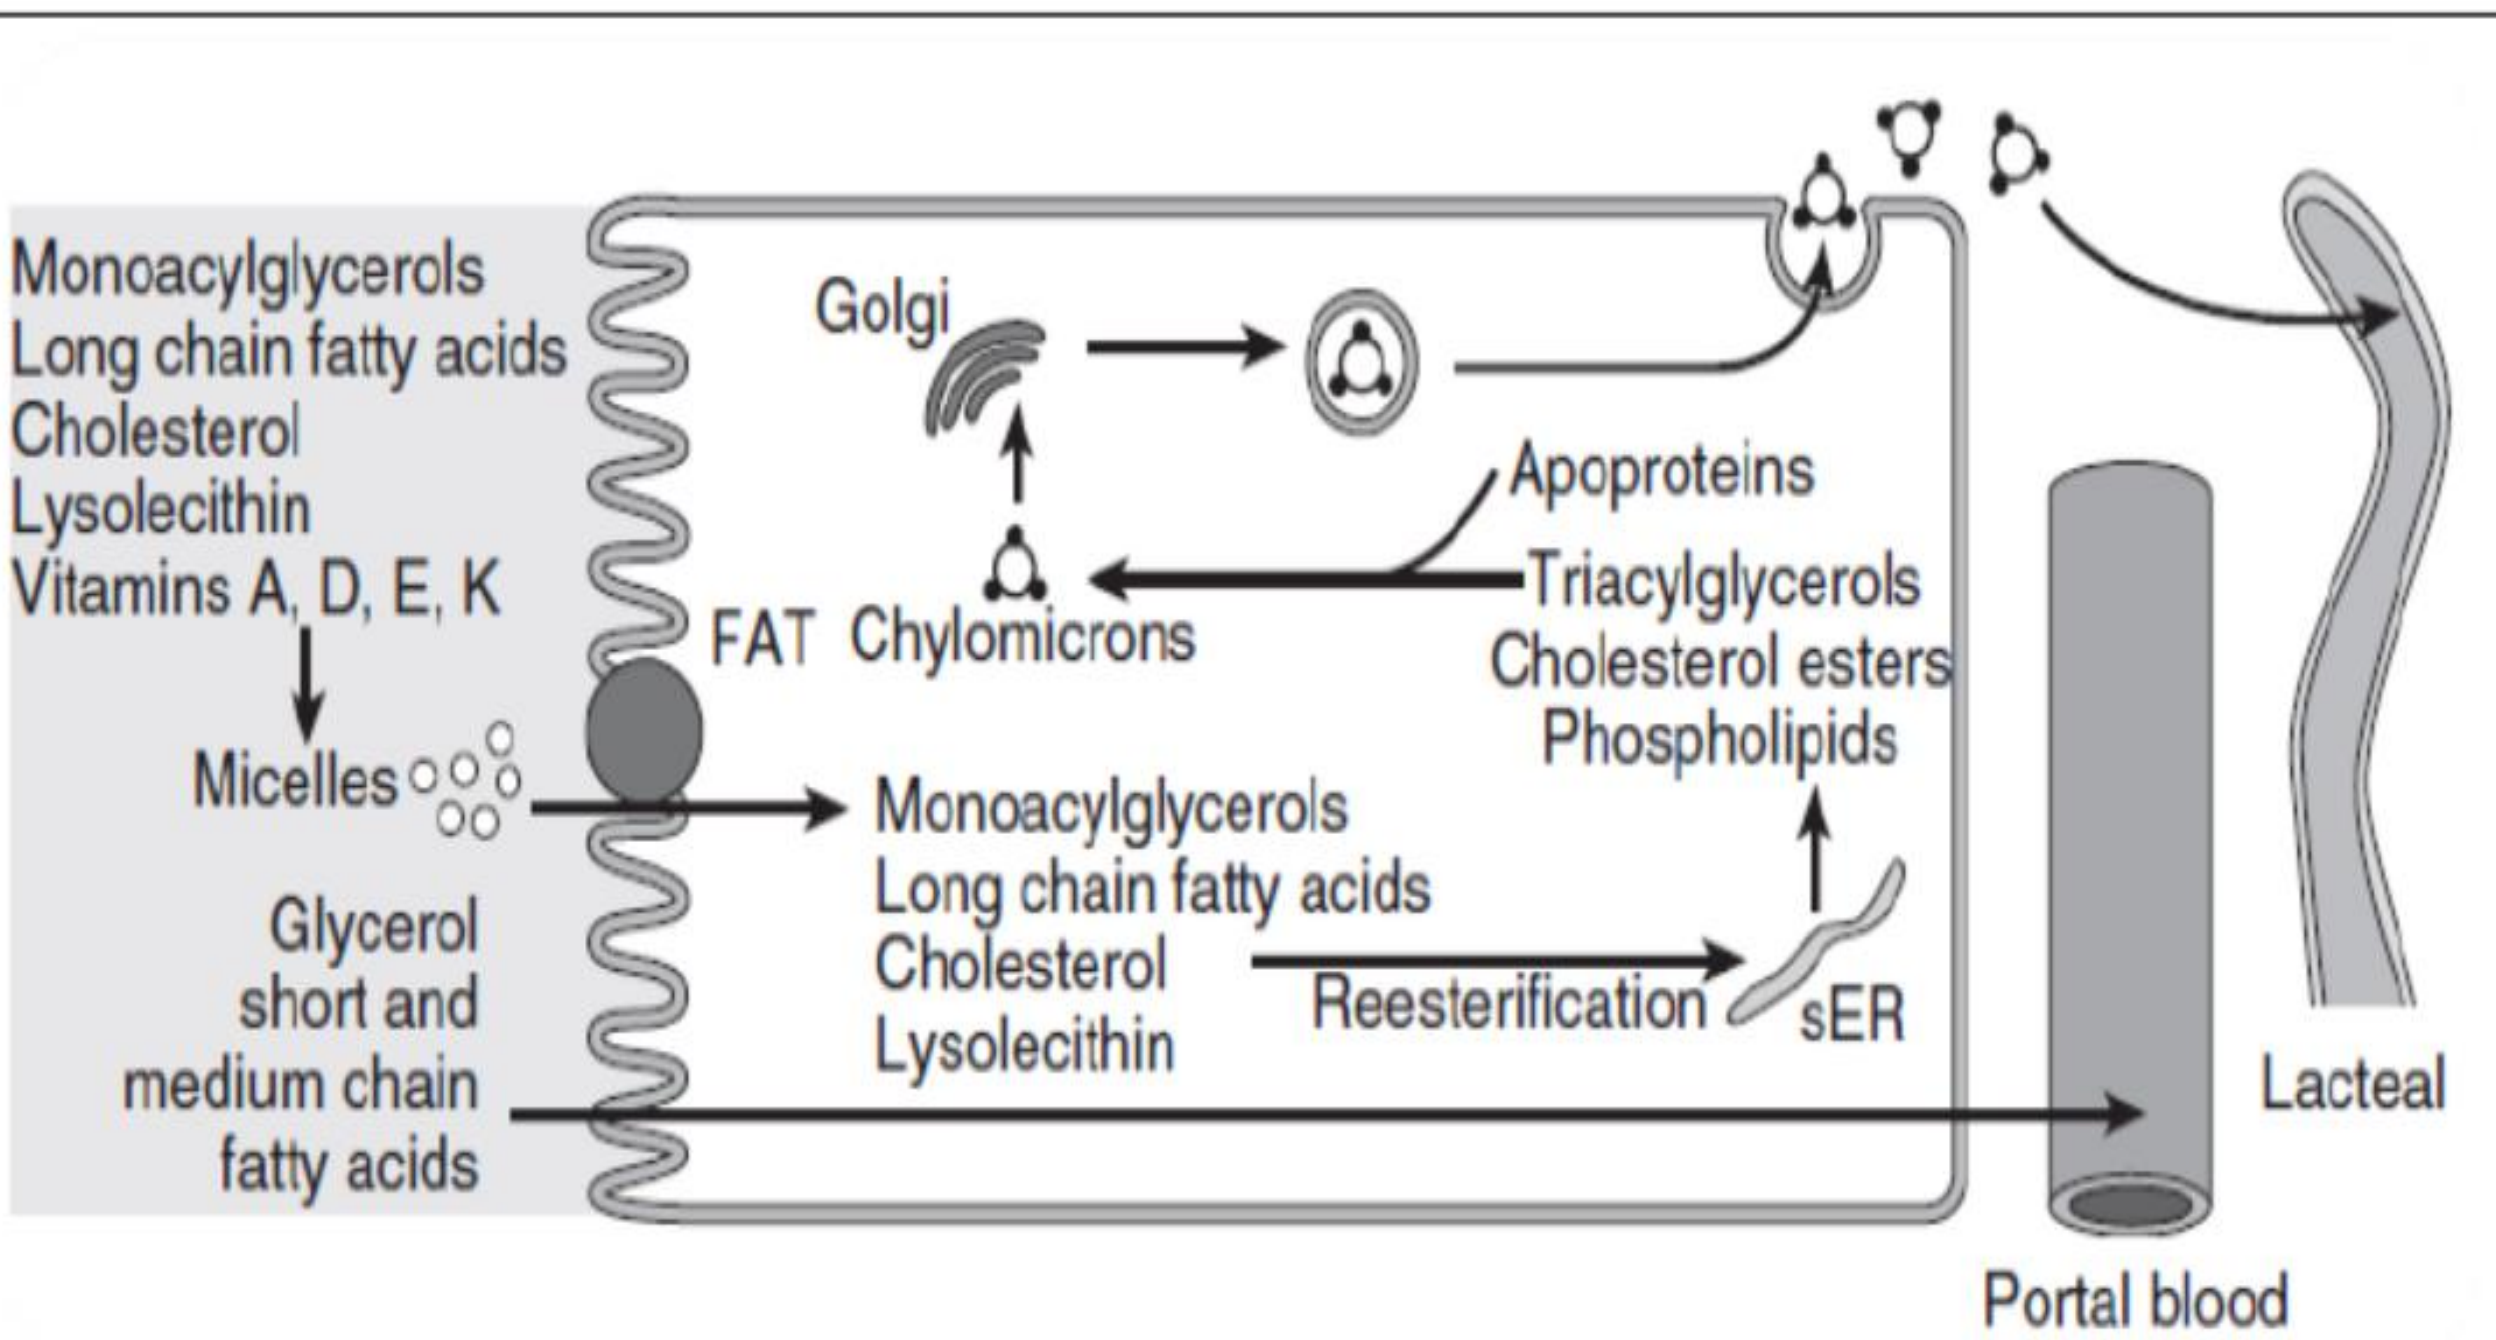 Monoacylglycerols
Long chain fatty acids
Cholesterol
Lysolecithin
Vitamins A, D, E, K
Micelles
Glycerol
short and
medium chain
fatty acids
Golgi
Apoproteins
FAT
Chylomicrons
Triacylglycerols
Cholesterol esters
Phospholipids
Monoacylglycerols
Long chain fatty acids
Cholesterol
Lysolecithin
Reesterification
sER
Lacteal
Portal blood